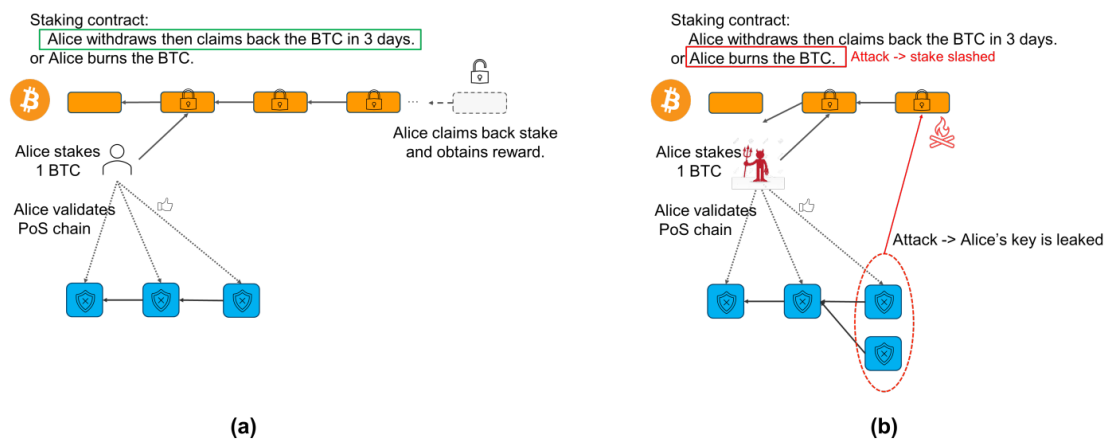 Staking contract:
Alice withdraws then claims back the BTC in 3 days.
or Alice burns the BTC.
Alice claims back stake
and obtains reward.
Alice stakes
1 BTC
Alice validates
PoS chain
(a)
Staking contract:
Alice withdraws then claims back the BTC in 3 days.
or Alice burns the BTC. Attack -> stake slashed
Alice stakes
1 BTC
Alice validates
PoS chain
Attack -> Alice's key is leaked
(b)